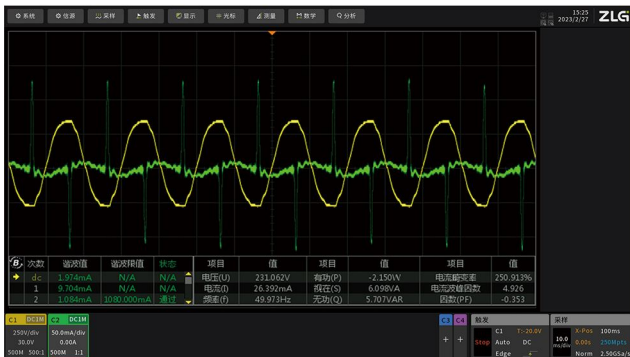 系统 信源 采样 触发 显示 光标 测量 数学 分析
15:25
2023/2/27
ZLG
次数 谐波值 谐波限值 状态 项目 值 项目 值 项目 值
dc 1.974mA N/A N/A 电压(U) 231.062V 有功(P) -2.150W 电流畸变率 250.913%
1 9.704mA N/A N/A 电流(I) 26.392mA 视在(S) 6.098VA 电流波峰因数 4.926
2 1.084mA 1080.000mA 通过 频率(f) 49.973Hz 无功(Q) 5.707VAR 因数(PF) -0.353
C1 DC1M C2 DC1M C3 C4 触发 采样
250V/div 50.0mA/div C1 T:-20.0V X-Pos 100ms
30.0V 0.00A + + Stop Auto DC 10.0 ms/div 0.00s 250Mpts
500M 500:1 500M 1:1 Edge Norm 2.50GSa/s